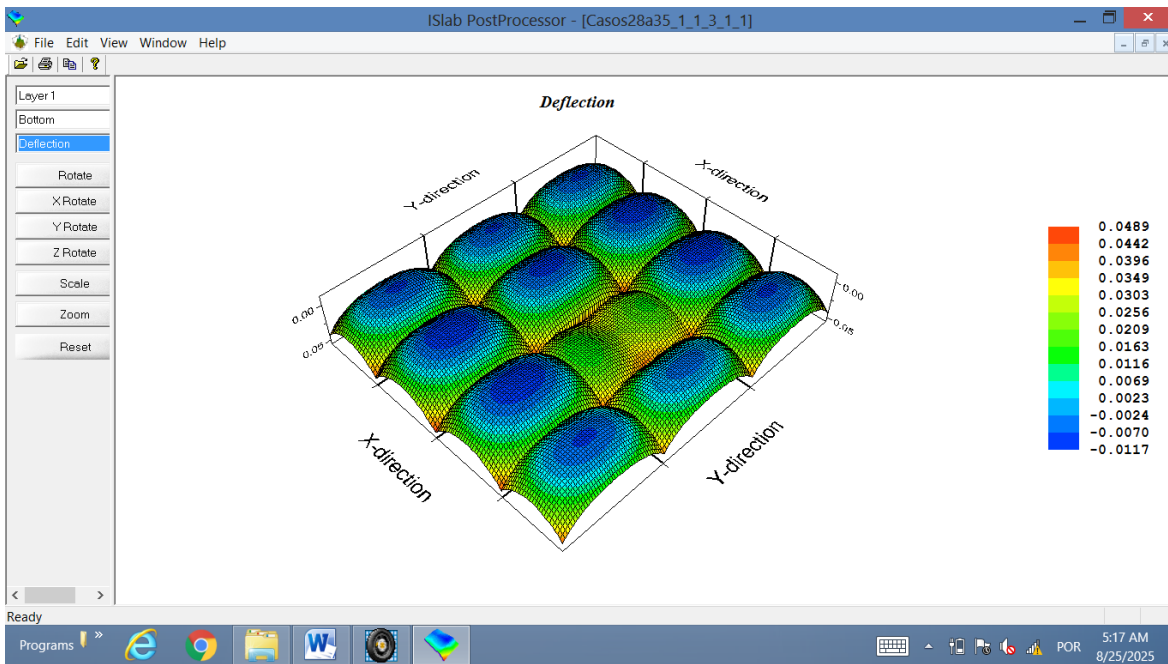 ISlab PostProcessor - [Casos28a35_1_1_3_1_1]
File Edit View Window Help
Layer 1
Bottom
Deflection
Rotate
X Rotate
Y Rotate
Z Rotate
Scale
Zoom
Reset
Deflection
Y-direction
X-direction
0.00
0.05
0.00
0.05
X-direction
Y-direction
0.0489
0.0442
0.0396
0.0349
0.0303
0.0256
0.0209
0.0163
0.0116
0.0069
0.0023
-0.0024
-0.0070
-0.0117
Ready
Programs
POR
5:17 AM
8/25/2025